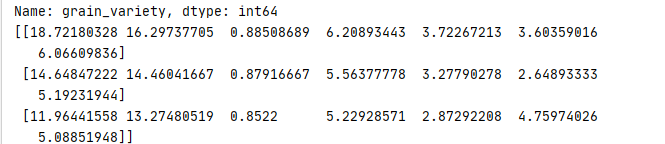 Name: grain_variety, dtype: int64
[[18.72180328 16.29737705  0.88508689  6.20893443  3.72267213  3.60359016
   6.06609836]
 [14.64847222 14.46041667  0.87916667  5.56377778  3.27790278  2.64893333
   5.19231944]
 [11.96441558 13.27480519  0.8522      5.22928571  2.87292208  4.75974026
   5.08851948]]